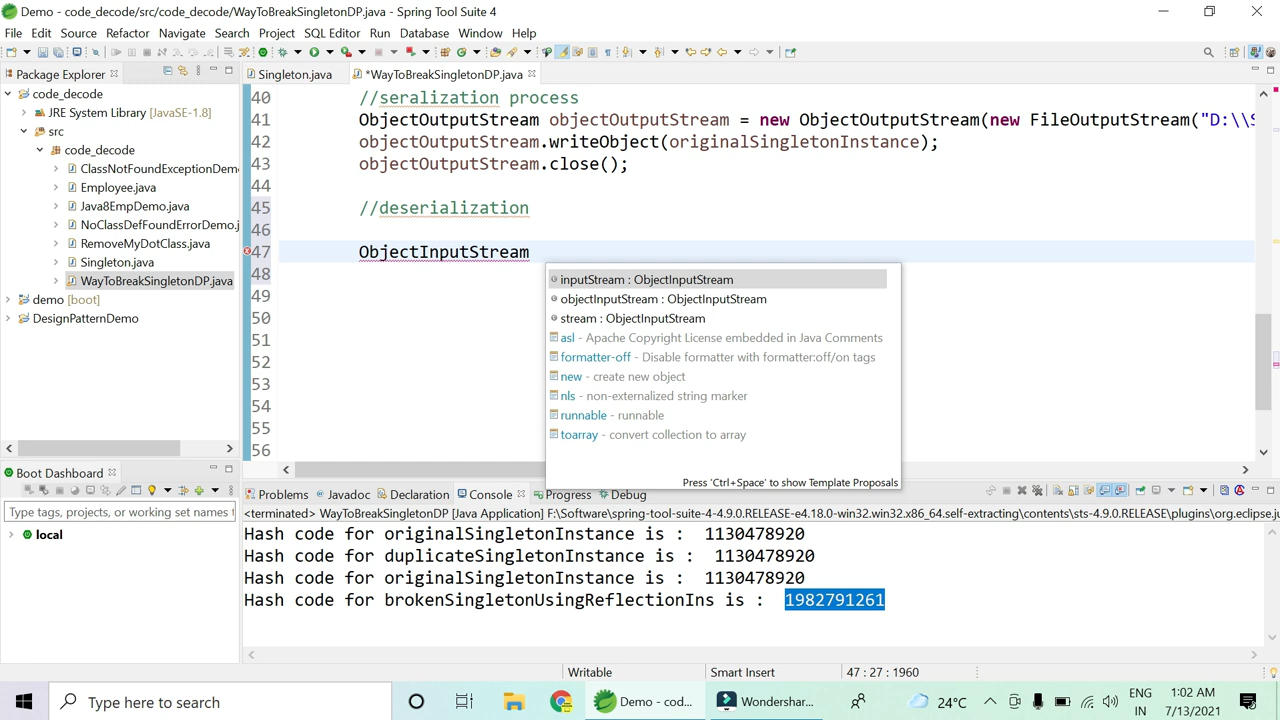 Demo - code_decode/src/code_decode/WayToBreakSingletonDP.java - Spring Tool Suite 4
File Edit Source Refactor Navigate Search Project SQL Editor Run Database Window Help
Package Explorer
Singleton.java
*WayToBreakSingletonDP.java
code_decode
JRE System Library [JavaSE-1.8]
src
code_decode
ClassNotFoundExceptionDem
Employee.java
Java8EmpDemo.java
NoClassDefFoundErrorDemo.j
RemoveMyDotClass.java
Singleton.java
WayToBreakSingletonDP.java
demo [boot]
DesignPatternDemo
40 //seralization process
41 ObjectOutputStream objectOutputStream = new ObjectOutputStream(new FileOutputStream("D:\\S
42 objectOutputStream.writeObject(originalSingletonInstance);
43 objectOutputStream.close();
44
45 //deserialization
46
47 ObjectInputStream
48
49
50
51
52
53
54
55
56
inputStream : ObjectInputStream
objectInputStream : ObjectInputStream
stream : ObjectInputStream
asl - Apache Copyright License embedded in Java Comments
formatter-off - Disable formatter with formatter:off/on tags
new - create new object
nls - non-externalized string marker
runnable - runnable
toarray - convert collection to array
Press 'Ctrl+Space' to show Template Proposals
Boot Dashboard
Type tags, projects, or working set names t
local
Problems Javadoc Declaration Console Progress Debug
<terminated> WayToBreakSingletonDP [Java Application] F:\Software\spring-tool-suite-4-4.9.0.RELEASE-e4.18.0-win32.win32.x86_64.self-extracting\contents\sts-4.9.0.RELEASE\plugins\org.eclipse.ju
Hash code for originalSingletonInstance is : 1130478920
Hash code for duplicateSingletonInstance is : 1130478920
Hash code for originalSingletonInstance is : 1130478920
Hash code for brokenSingletonUsingReflectionIns is : 1982791261
Writable
Smart Insert
47 : 27 : 1960
Type here to search
Demo - cod...
Wondershar...
24°C
ENG
IN
1:02 AM
7/13/2021